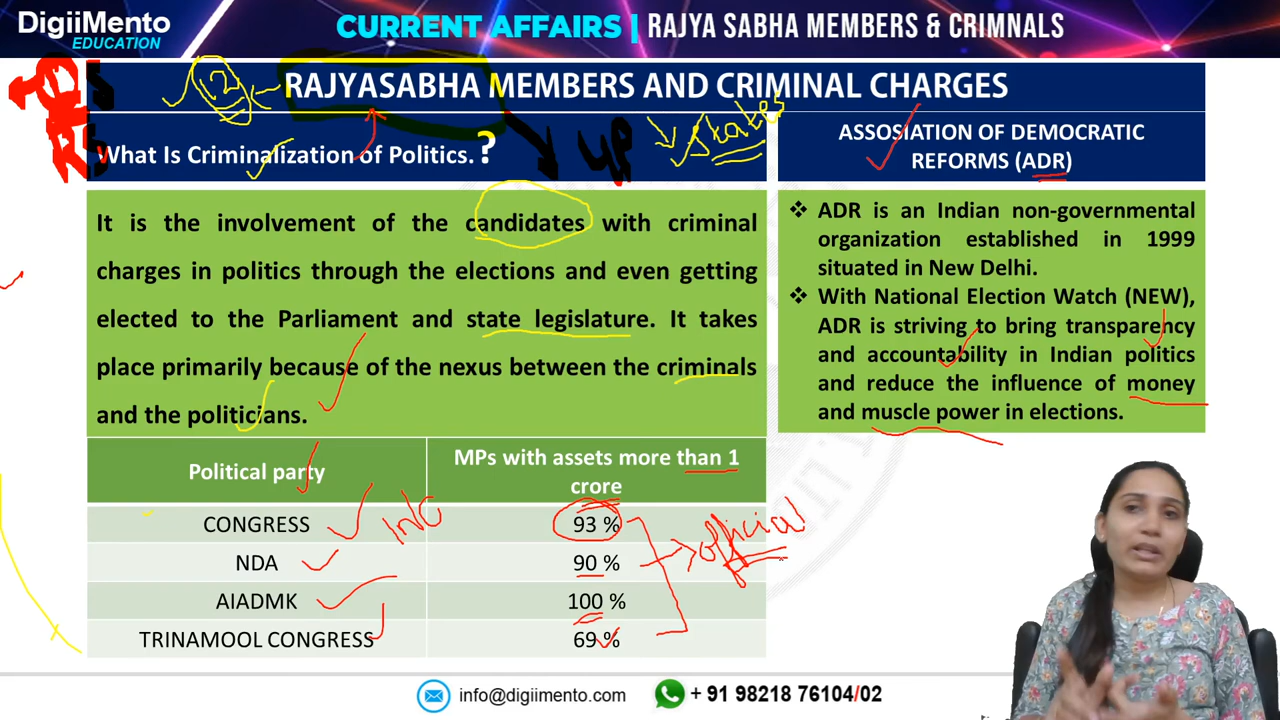 DigiiMento
EDUCATION
CURRENT AFFAIRS | RAJYA SABHA MEMBERS & CRIMNALS
12
RAJYASABHA MEMBERS AND CRIMINAL CHARGES
RS
What Is Criminalization of Politics.?
UP
States
It is the involvement of the candidates with criminal
charges in politics through the elections and even getting
elected to the Parliament and state legislature. It takes
place primarily because of the nexus between the criminals
and the politicians.
Political party
MPs with assets more than 1
crore
CONGRESS
INC
93 %
official
NDA
90 %
AIADMK
100 %
TRINAMOOL CONGRESS
69 %
ASSOSIATION OF DEMOCRATIC
REFORMS (ADR)
❖ ADR is an Indian non-governmental
organization established in 1999
situated in New Delhi.
❖ With National Election Watch (NEW),
ADR is striving to bring transparency
and accountability in Indian politics
and reduce the influence of money
and muscle power in elections.
info@digiimento.com
+ 91 98218 76104/02